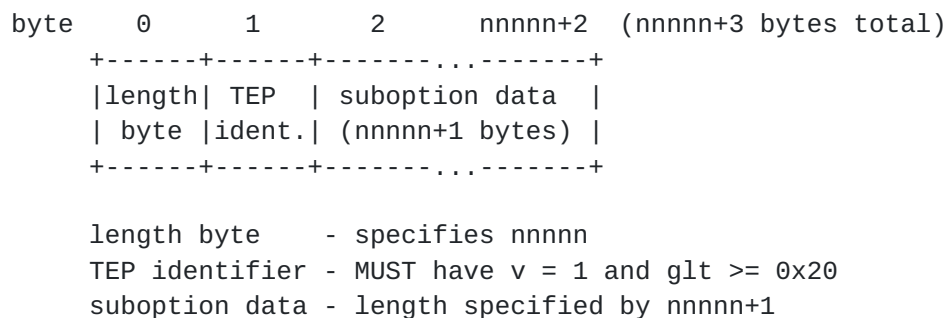 byte    0      1       2      nnnnn+2  (nnnnn+3 bytes total)
     +------+------+-------...-------+
     |length| TEP  | suboption data  |
     | byte |ident.| (nnnnn+1 bytes) |
     +------+------+-------...-------+
     length byte    - specifies nnnnn
     TEP identifier - MUST have v = 1 and glt >= 0x20
     suboption data - length specified by nnnnn+1